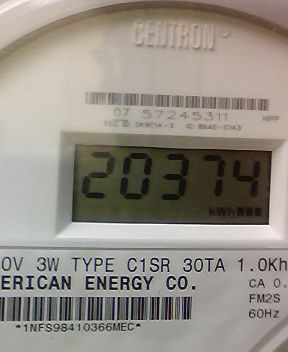 CENTRON®
07 57245311 HPP
20374
kWh
0V 3W TYPE C1SR 30TA 1.0Kh
ERICAN ENERGY CO. CA 0.
FM2S
60Hz
*1NFS98410366MEC*